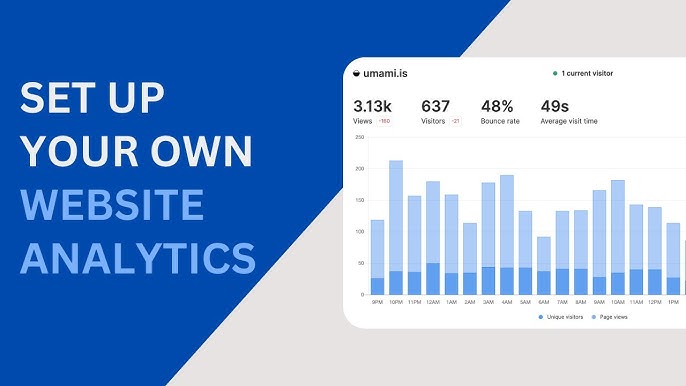 SET UP
YOUR OWN
WEBSITE
ANALYTICS
umami.is
1 current visitor
3.13k 637 48% 49s
Views -160 Visitors -21 Bounce rate Average visit time
250
200
150
100
50
0
9PM 10PM 11PM 12AM 1AM 2AM 3AM 4AM 5AM 6AM 7AM 8AM 9AM 10AM 11AM 12PM 1PM
Unique visitors Page views